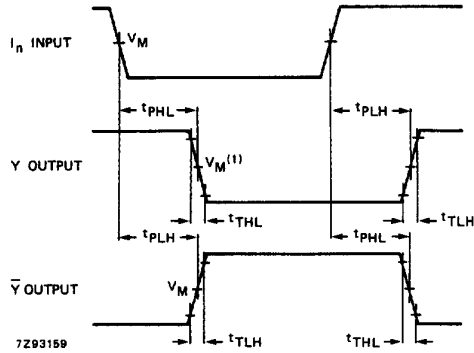 Iₙ INPUT
V_M
t_PHL
t_PLH
Y OUTPUT
V_M⁽¹⁾
t_THL
t_TLH
t_PLH
t_PHL
Y̅ OUTPUT
V_M
t_TLH
t_THL
7Z93159